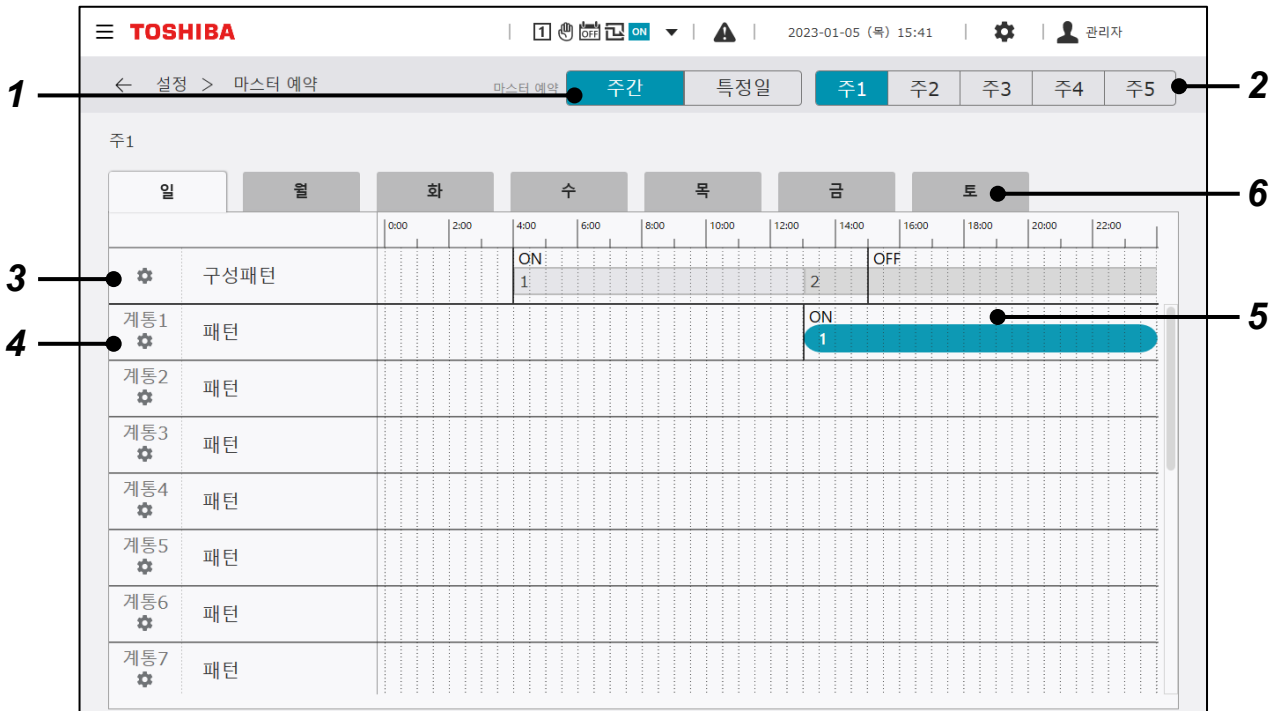 TOSHIBA 1 OFF ON 2023-01-05 (목) 15:41 관리자
1 ← 설정 > 마스터 예약 마스터 예약 주간 특정일 주1 주2 주3 주4 주5 2
주1
일 월 화 수 목 금 토 6
0:00 2:00 4:00 6:00 8:00 10:00 12:00 14:00 16:00 18:00 20:00 22:00
ON OFF
3 구성패턴 1 2
계통1 ON 5
4 패턴 1
계통2
패턴
계통3
패턴
계통4
패턴
계통5
패턴
계통6
패턴
계통7
패턴